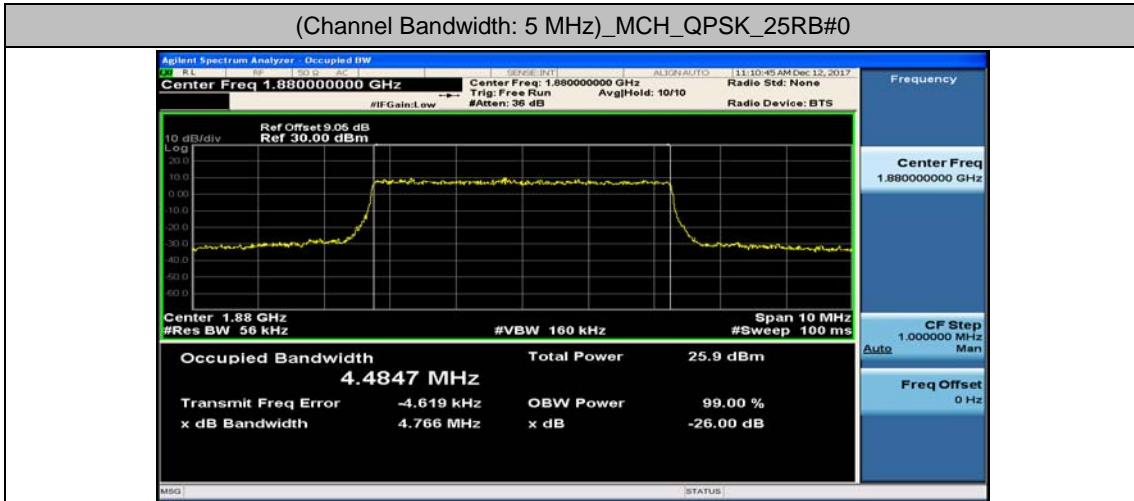 (Channel Bandwidth: 5 MHz)_MCH_QPSK_25RB#0
Agilent Spectrum Analyzer - Occupied BW
RL RF 50 Ω AC SENSE:INT ALIGN AUTO 11:10:45 AM Dec 12, 2017
Center Freq 1.880000000 GHz Center Freq: 1.880000000 GHz Radio Std: None
Trig: Free Run Avg|Hold: 10/10
#IFGain:Low #Atten: 36 dB Radio Device: BTS
Frequency
Ref Offset 9.05 dB
10 dB/div Ref 30.00 dBm
Log
20.0
10.0
0.00
-10.0
-20.0
-30.0
-40.0
-50.0
-60.0
Center Freq
1.880000000 GHz
Center 1.88 GHz Span 10 MHz
#Res BW 56 kHz #VBW 160 kHz #Sweep 100 ms
CF Step
1.000000 MHz
Auto Man
Occupied Bandwidth Total Power 25.9 dBm
4.4847 MHz
Transmit Freq Error -4.619 kHz OBW Power 99.00 %
x dB Bandwidth 4.766 MHz x dB -26.00 dB
Freq Offset
0 Hz
MSG STATUS